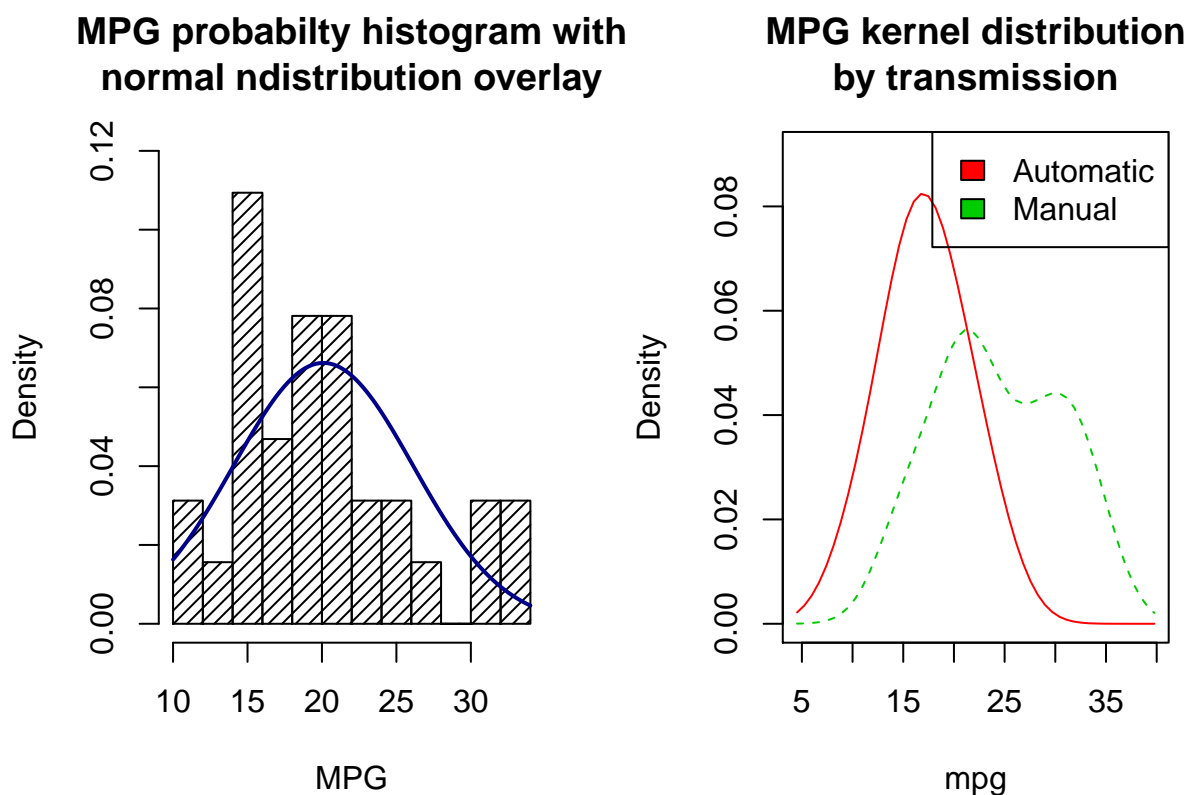 MPG probabilty histogram with
normal ndistribution overlay
Density
0.00
0.04
0.08
0.12
10
15
20
25
30
MPG
MPG kernel distribution
by transmission
Automatic
Manual
Density
0.00
0.02
0.04
0.06
0.08
5
15
25
35
mpg